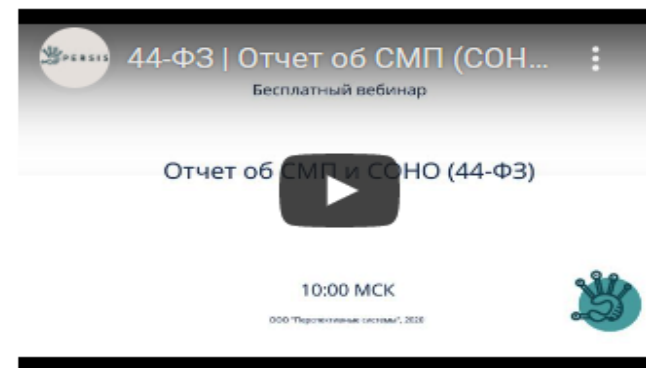 PERSIS
44-ФЗ | Отчет об СМП (СОН...
Бесплатный вебинар
Отчет об СМП и СОНО (44-ФЗ)
10:00 МСК
ООО "Перспективные системы", 2020